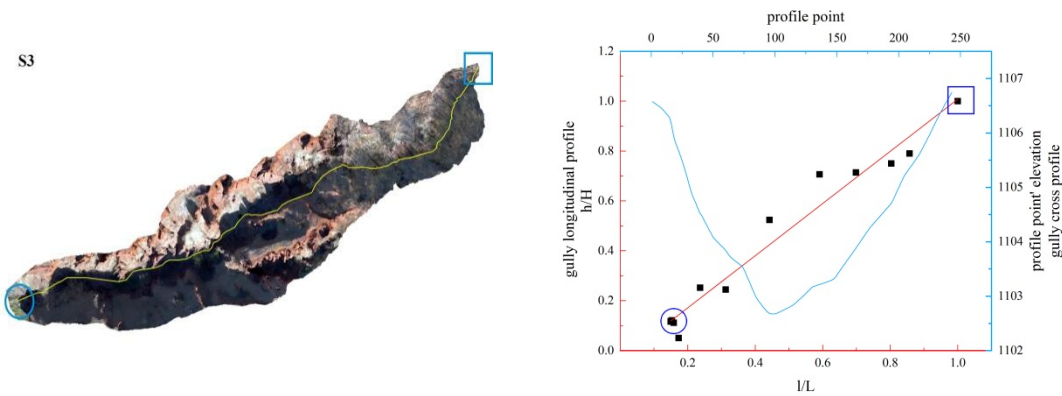 S3
profile point
0 50 100 150 200 250
1.2
1.0
0.8
0.6
0.4
0.2
0.0
gully longitudinal profile
h/H
1107
1106
1105
1104
1103
1102
profile point' elevation
gully cross profile
0.2 0.4 0.6 0.8 1.0
l/L